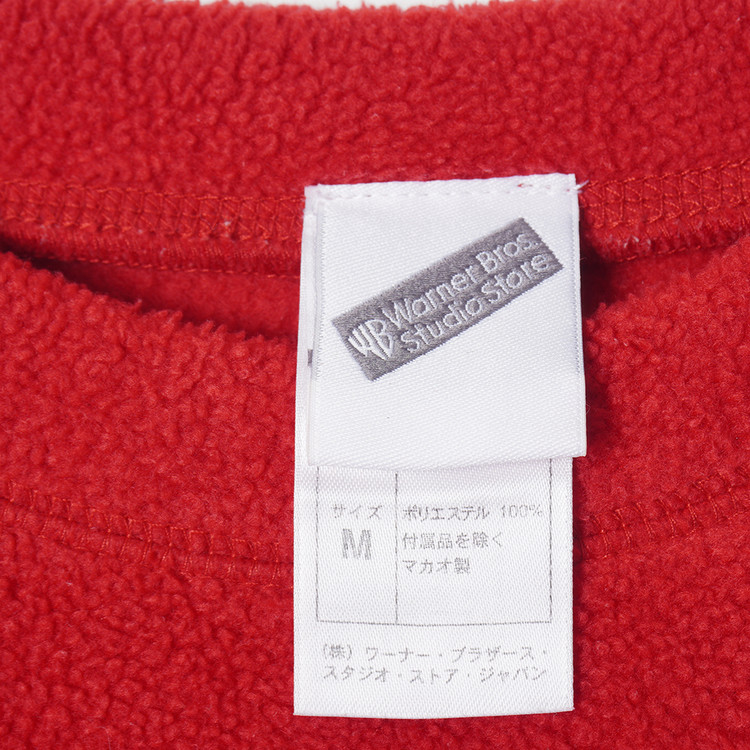 WB Warner Bros.
Studio Store
サイズ
M
ポリエステル 100%
付属品を除く
マカオ製
(株) ワーナー・ブラザース・
スタジオ・ストア・ジャパン